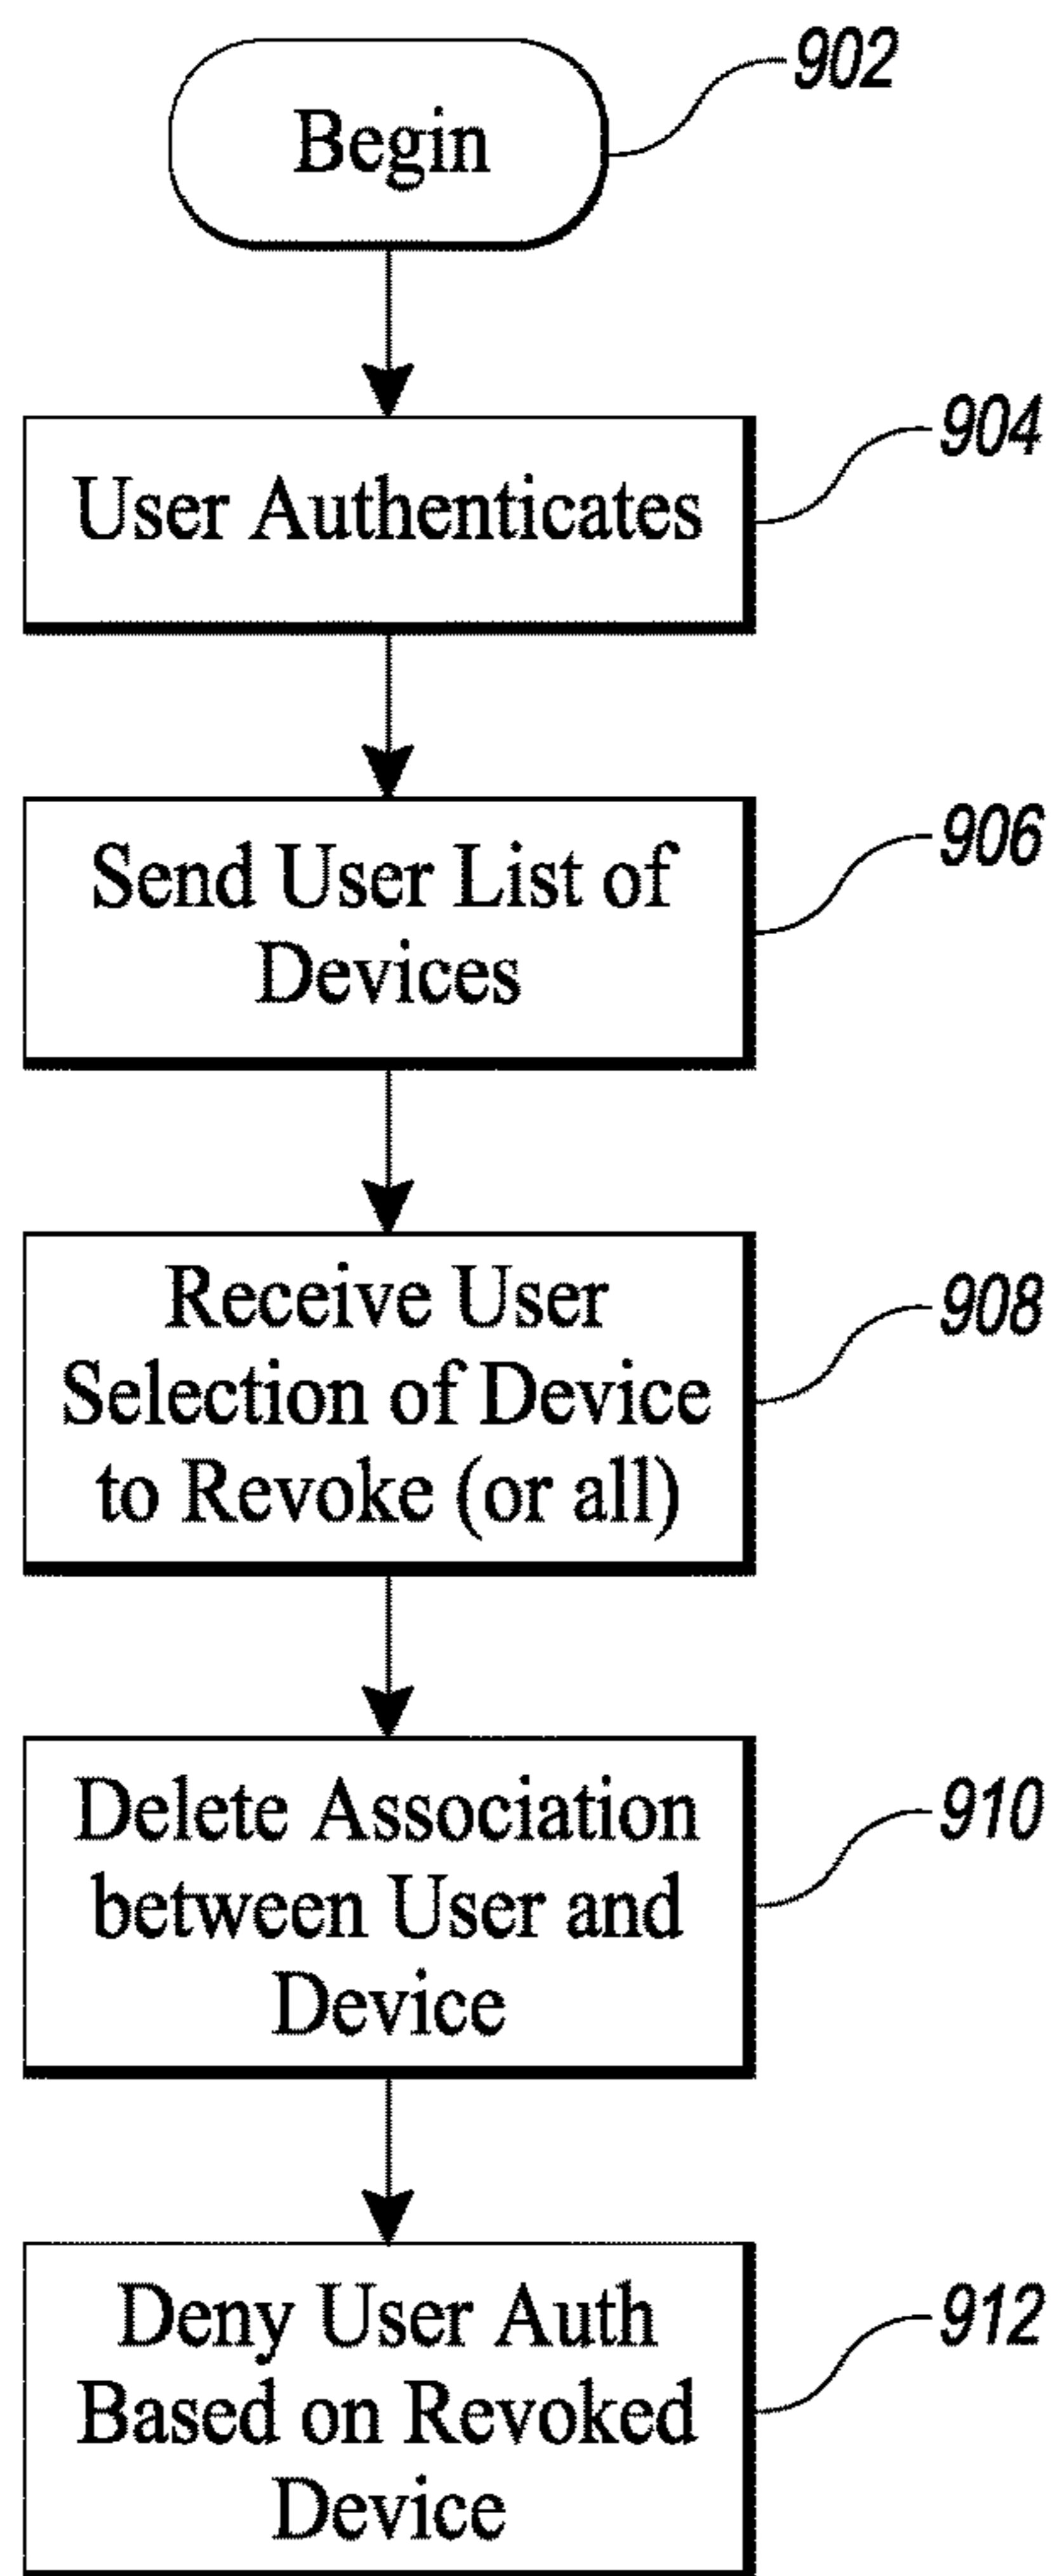 Begin
902
User Authenticates
904
Send User List of
Devices
906
Receive User
Selection of Device
to Revoke (or all)
908
Delete Association
between User and
Device
910
Deny User Auth
Based on Revoked
Device
912